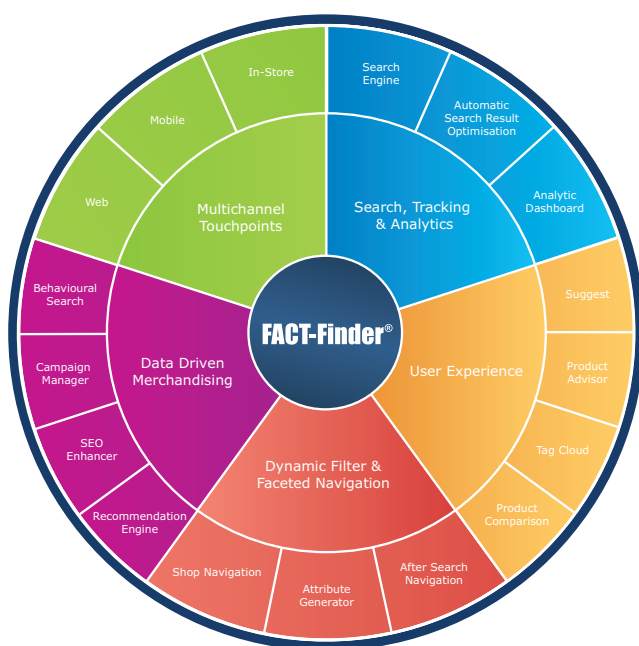 In-Store
Mobile
Web
Multichannel
Touchpoints
Search
Engine
Automatic
Search Result
Optimisation
Analytic
Dashboard
Search, Tracking
& Analytics
FACT-Finder®
Behavioural
Search
Campaign
Manager
SEO
Enhancer
Recommendation
Engine
Data Driven
Merchandising
User Experience
Suggest
Product
Advisor
Tag Cloud
Product
Comparison
Dynamic Filter &
Faceted Navigation
Shop Navigation
Attribute
Generator
After Search
Navigation